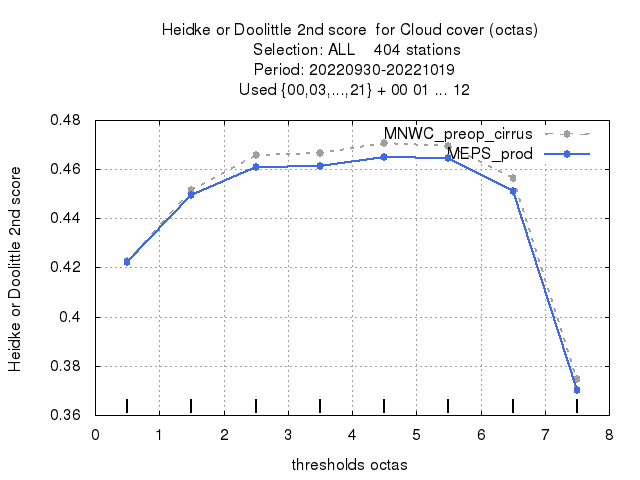 Heidke or Doolittle 2nd score  for Cloud cover (octas)
Selection: ALL    404 stations
Period: 20220930-20221019
Used {00,03,...,21} + 00 01 ... 12
MNWC_preop_cirrus
MEPS_prod
Heidke or Doolittle 2nd score
0.48
0.46
0.44
0.42
0.4
0.38
0.36
0 1 2 3 4 5 6 7 8
thresholds octas